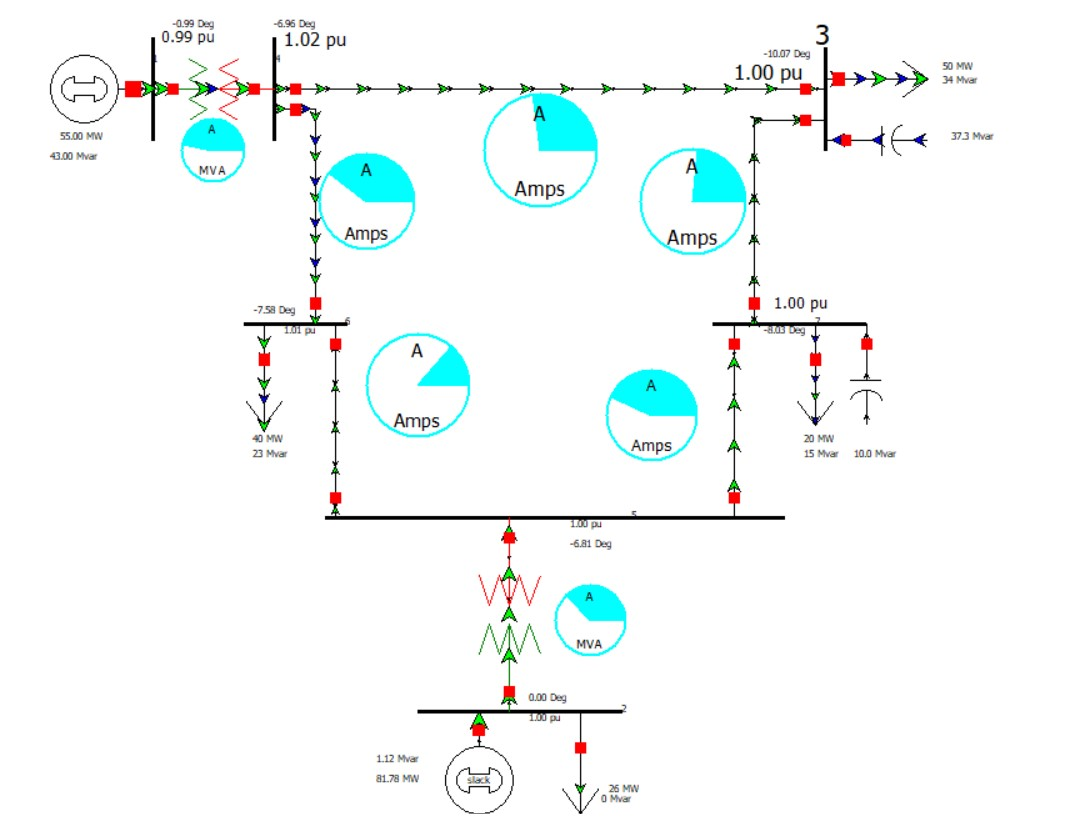 -0.99 Deg
0.99 pu
1
-6.96 Deg
1.02 pu
4
3
-10.07 Deg
1.00 pu
50 MW
34 Mvar
37.3 Mvar
55.00 MW
43.00 Mvar
A
MVA
A
Amps
A
Amps
A
Amps
-7.58 Deg
6
1.01 pu
1.00 pu
7
-8.03 Deg
A
Amps
A
Amps
40 MW
23 Mvar
20 MW
15 Mvar
10.0 Mvar
5
1.00 pu
-6.81 Deg
A
MVA
0.00 Deg
2
1.00 pu
1.12 Mvar
81.78 MW
slack
26 MW
0 Mvar